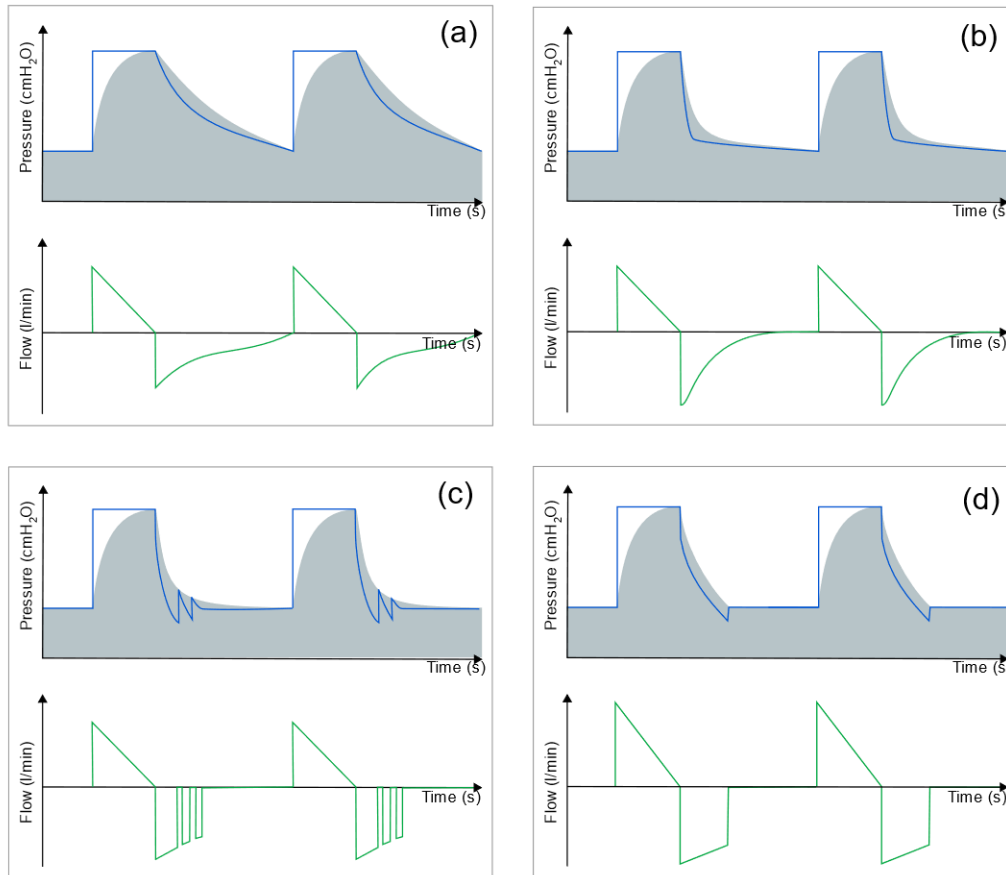 (a)
Pressure (cmH₂O)
Time (s)
Flow (l/min)
Time (s)
(b)
Pressure (cmH₂O)
Time (s)
Flow (l/min)
Time (s)
(c)
Pressure (cmH₂O)
Time (s)
Flow (l/min)
Time (s)
(d)
Pressure (cmH₂O)
Time (s)
Flow (l/min)
Time (s)